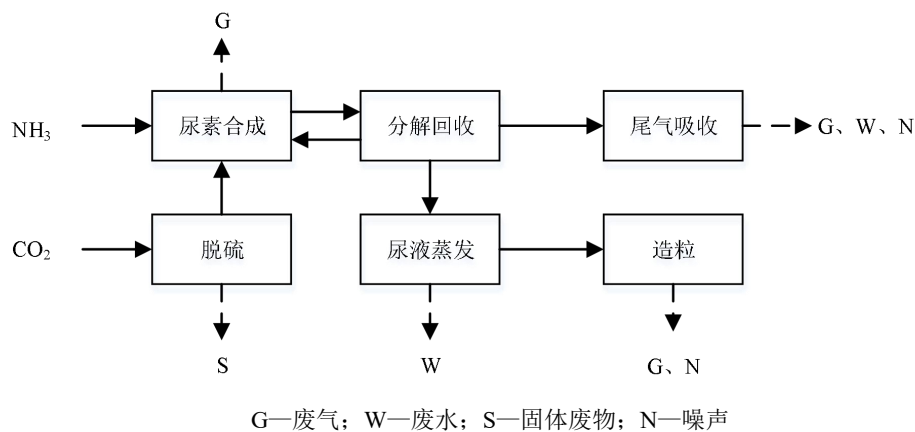 G
NH₃
尿素合成
分解回收
尾气吸收
G、W、N
CO₂
脱硫
尿液蒸发
造粒
S
W
G、N
G—废气；W—废水；S—固体废物；N—噪声